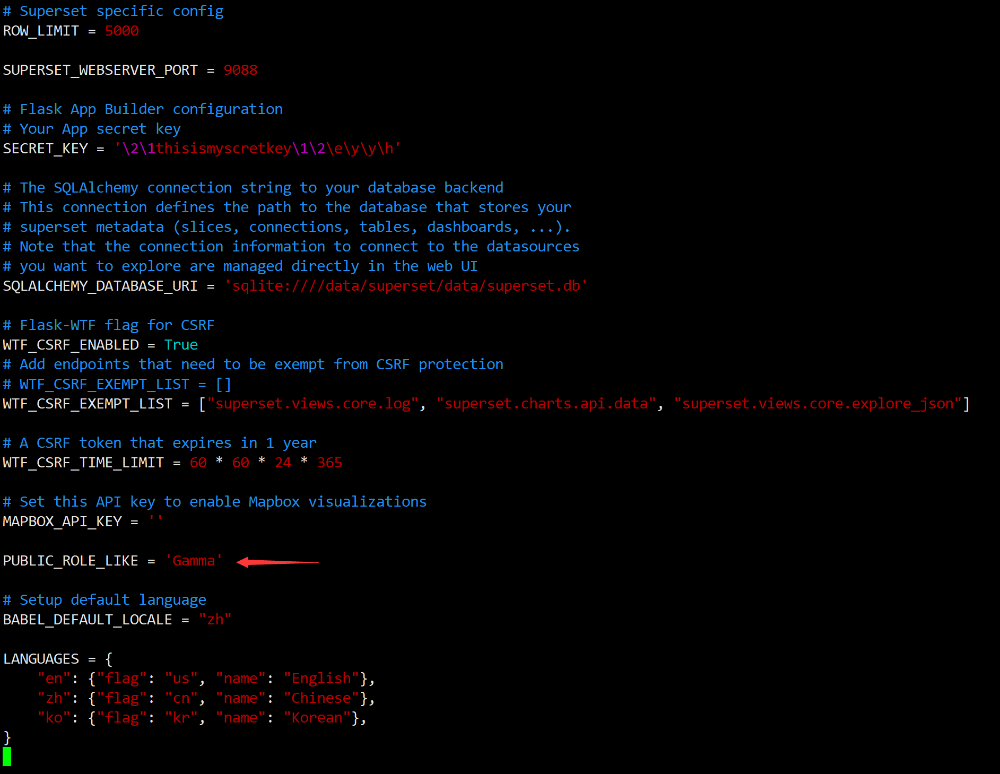 # Superset specific config
ROW_LIMIT = 5000
SUPERSET_WEBSERVER_PORT = 9088
# Flask App Builder configuration
# Your App secret key
SECRET_KEY = '\2\1thisismyscretkey\1\2\e\y\y\h'
# The SQLAlchemy connection string to your database backend
# This connection defines the path to the database that stores your
# superset metadata (slices, connections, tables, dashboards, ...).
# Note that the connection information to connect to the datasources
# you want to explore are managed directly in the web UI
SQLALCHEMY_DATABASE_URI = 'sqlite:////data/superset/data/superset.db'
# Flask-WTF flag for CSRF
WTF_CSRF_ENABLED = True
# Add endpoints that need to be exempt from CSRF protection
# WTF_CSRF_EXEMPT_LIST = []
WTF_CSRF_EXEMPT_LIST = ["superset.views.core.log", "superset.charts.api.data", "superset.views.core.explore_json"]
# A CSRF token that expires in 1 year
WTF_CSRF_TIME_LIMIT = 60 * 60 * 24 * 365
# Set this API key to enable Mapbox visualizations
MAPBOX_API_KEY = ''
PUBLIC_ROLE_LIKE = 'Gamma'
# Setup default language
BABEL_DEFAULT_LOCALE = "zh"
LANGUAGES = {
    "en": {"flag": "us", "name": "English"},
    "zh": {"flag": "cn", "name": "Chinese"},
    "ko": {"flag": "kr", "name": "Korean"},
}